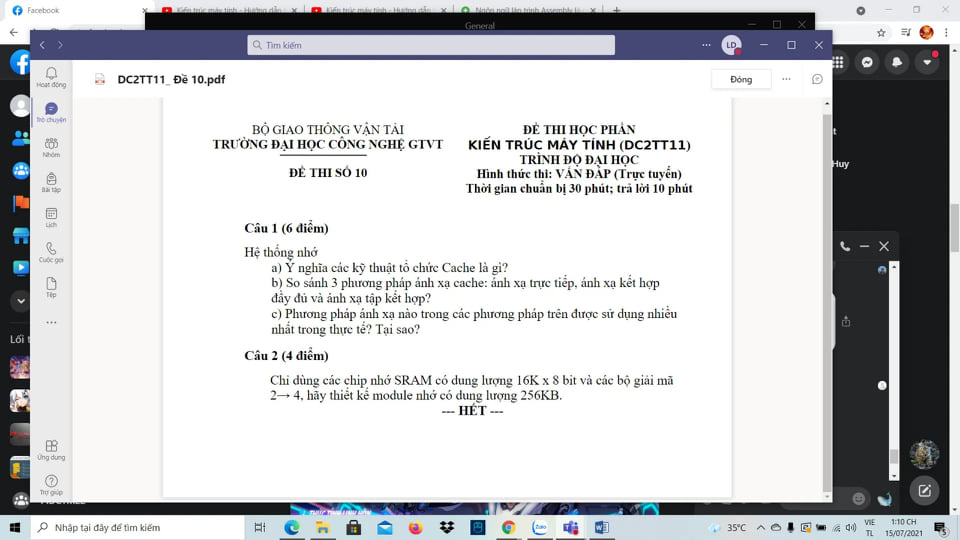 Facebook
Kiến trúc máy tính - Hướng dẫn
Kiến trúc máy tính - Hướng dẫn
Ngôn ngữ lập trình Assembly là
General
Tìm kiếm
LD
DC2TT11_ Đề 10.pdf
Đóng
Hoạt động
Trò chuyện
Nhóm
Bài tập
Lịch
Cuộc gọi
Tệp
Ứng dụng
Trợ giúp
BỘ GIAO THÔNG VẬN TẢI
TRƯỜNG ĐẠI HỌC CÔNG NGHỆ GTVT
ĐỀ THI SỐ 10
ĐỀ THI HỌC PHẦN
KIẾN TRÚC MÁY TÍNH (DC2TT11)
TRÌNH ĐỘ ĐẠI HỌC
Hình thức thi: VẤN ĐÁP (Trực tuyến)
Thời gian chuẩn bị 30 phút; trả lời 10 phút
Câu 1 (6 điểm)
Hệ thống nhớ
a) Ý nghĩa các kỹ thuật tổ chức Cache là gì?
b) So sánh 3 phương pháp ánh xạ cache: ánh xạ trực tiếp, ánh xạ kết hợp
đầy đủ và ánh xạ tập kết hợp?
c) Phương pháp ánh xạ nào trong các phương pháp trên được sử dụng nhiều
nhất trong thực tế? Tại sao?
Câu 2 (4 điểm)
Chỉ dùng các chip nhớ SRAM có dung lượng 16K x 8 bit và các bộ giải mã
2→ 4, hãy thiết kế module nhớ có dung lượng 256KB.
--- HẾT ---
Huy
Lối t
Nhập tại đây để tìm kiếm
Zalo
35°C
VIE
TL
1:10 CH
15/07/2021
5